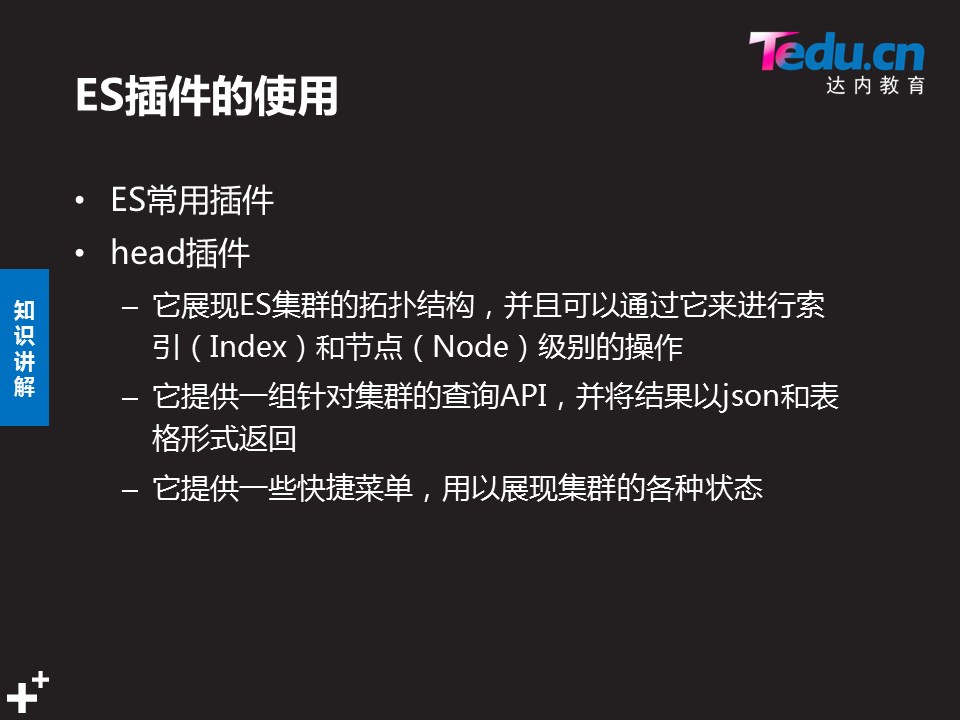 Tedu.cn
达内教育
ES插件的使用
• ES常用插件
• head插件
– 它展现ES集群的拓扑结构，并且可以通过它来进行索
引（Index）和节点（Node）级别的操作
– 它提供一组针对集群的查询API，并将结果以json和表
格形式返回
– 它提供一些快捷菜单，用以展现集群的各种状态
知
识
讲
解